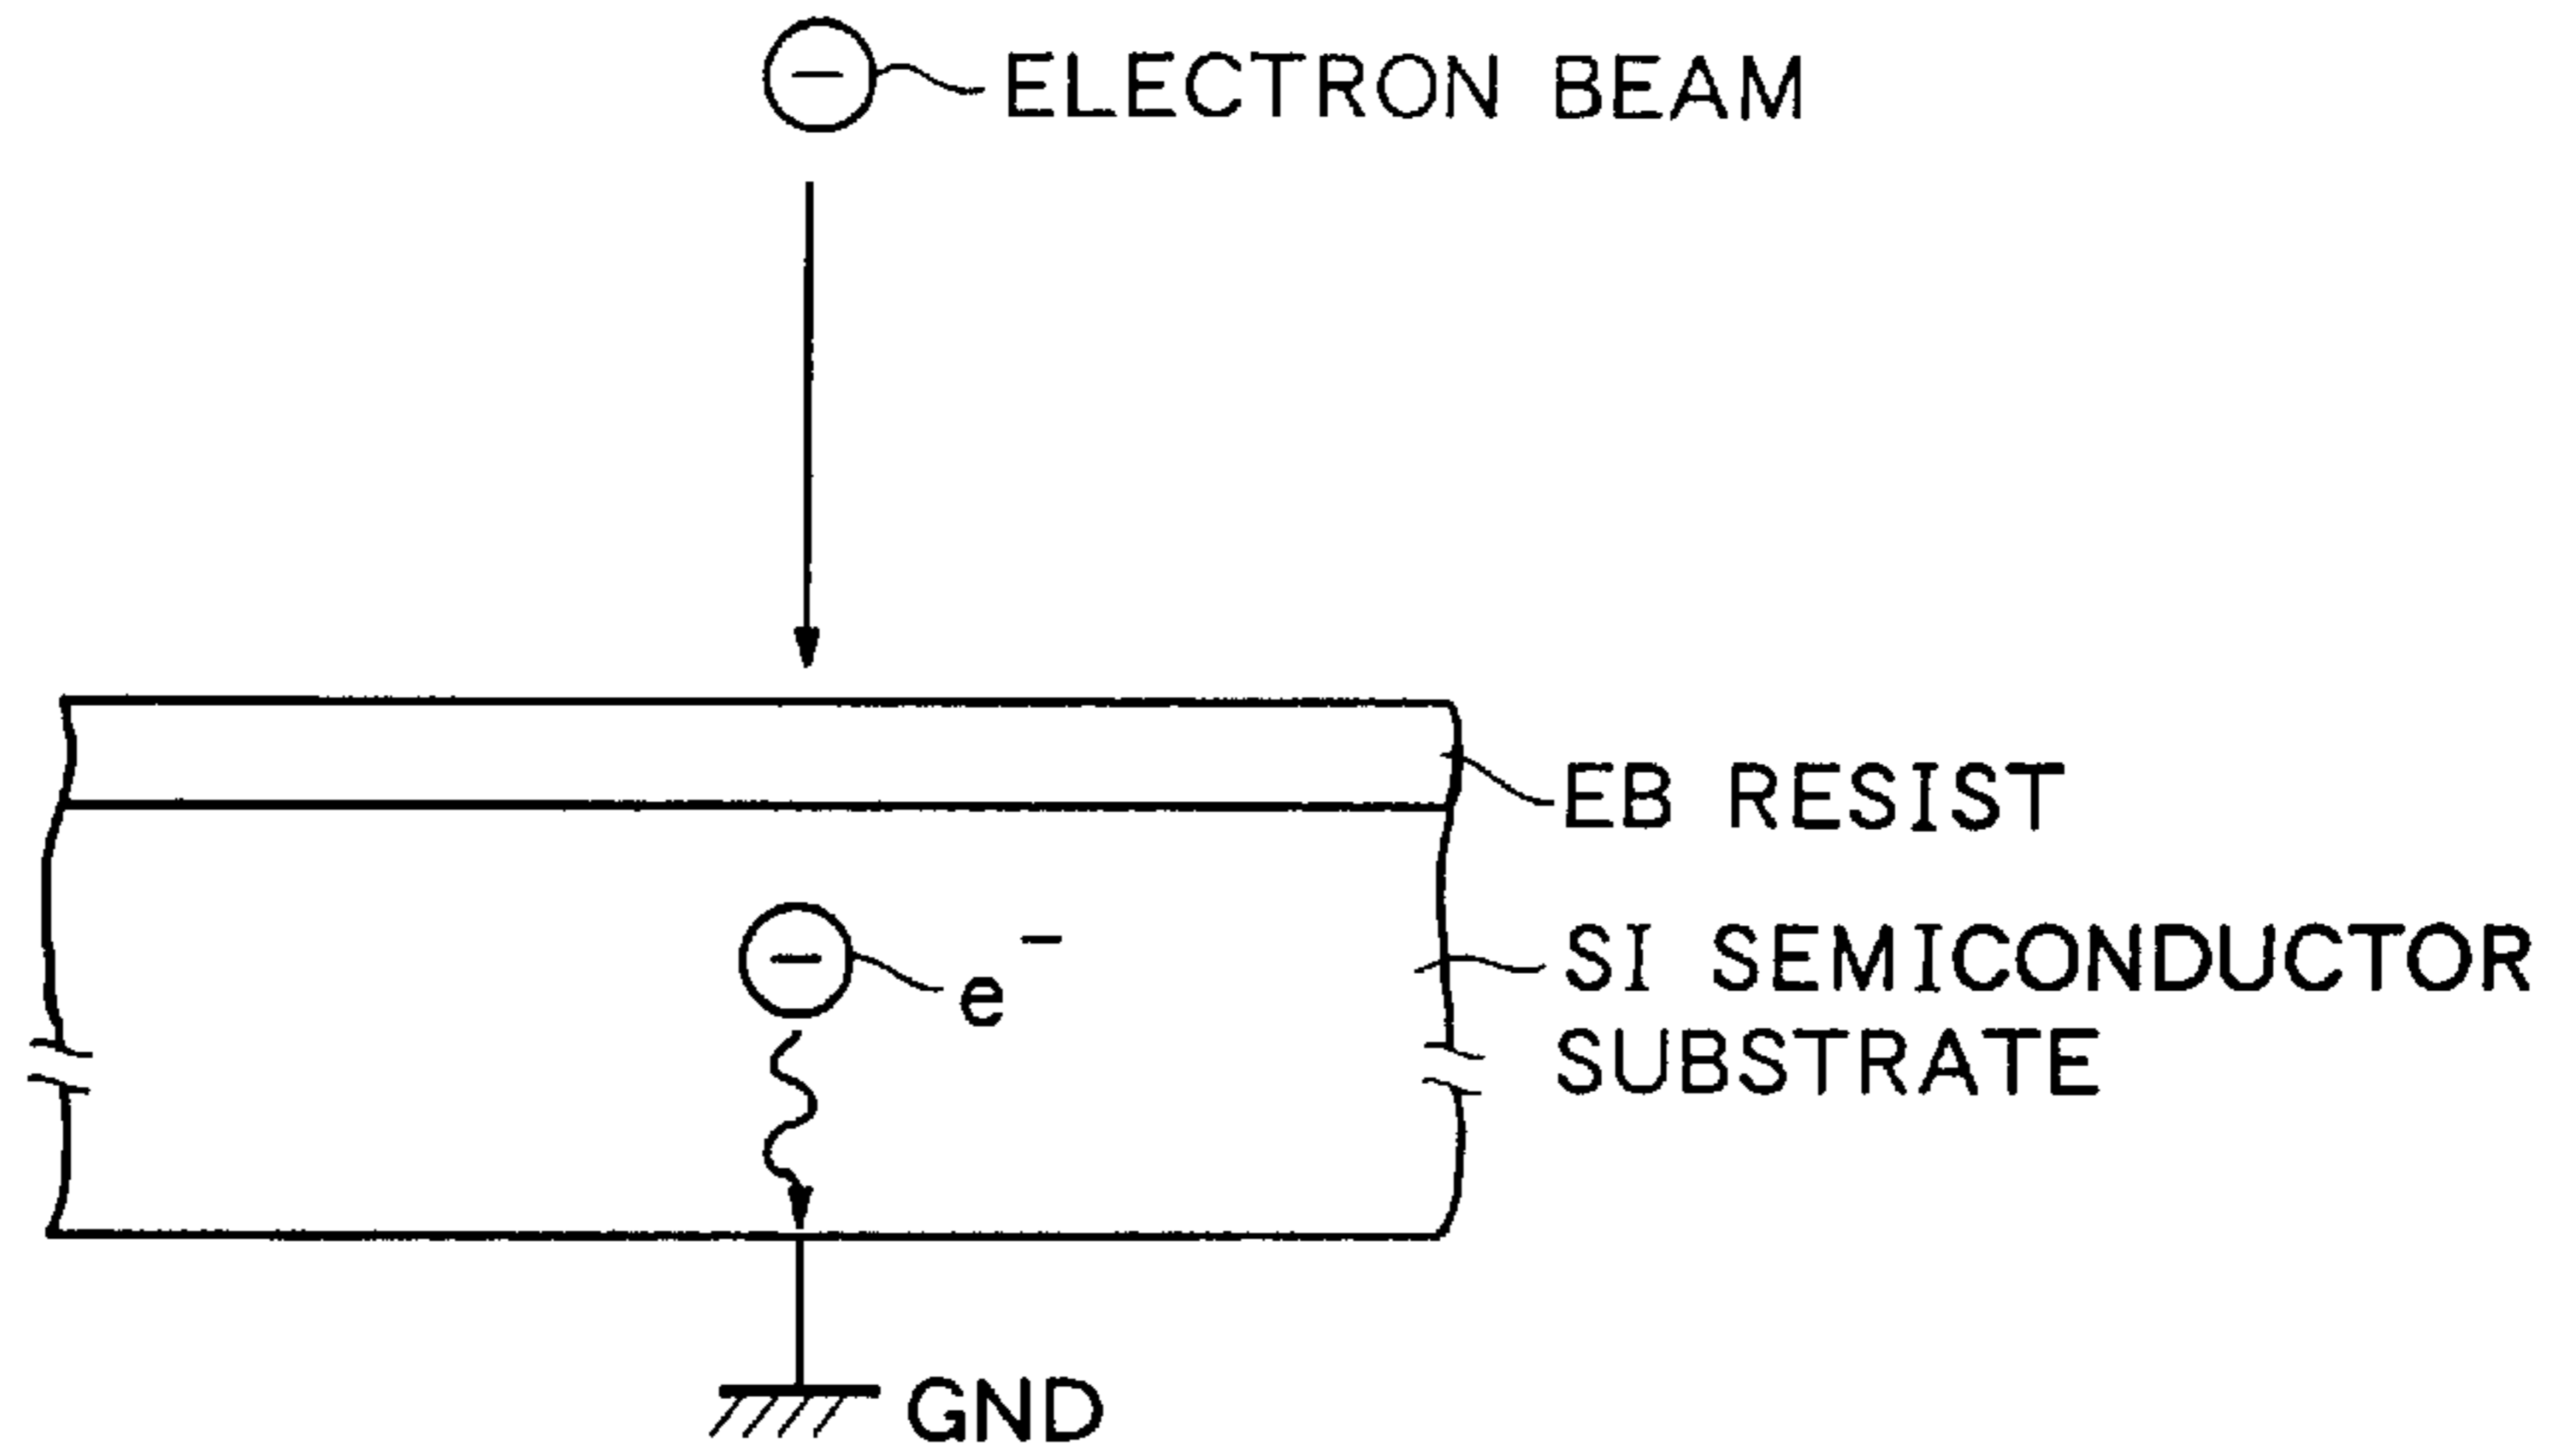 ELECTRON BEAM
EB RESIST
e⁻
SI SEMICONDUCTOR
SUBSTRATE
GND